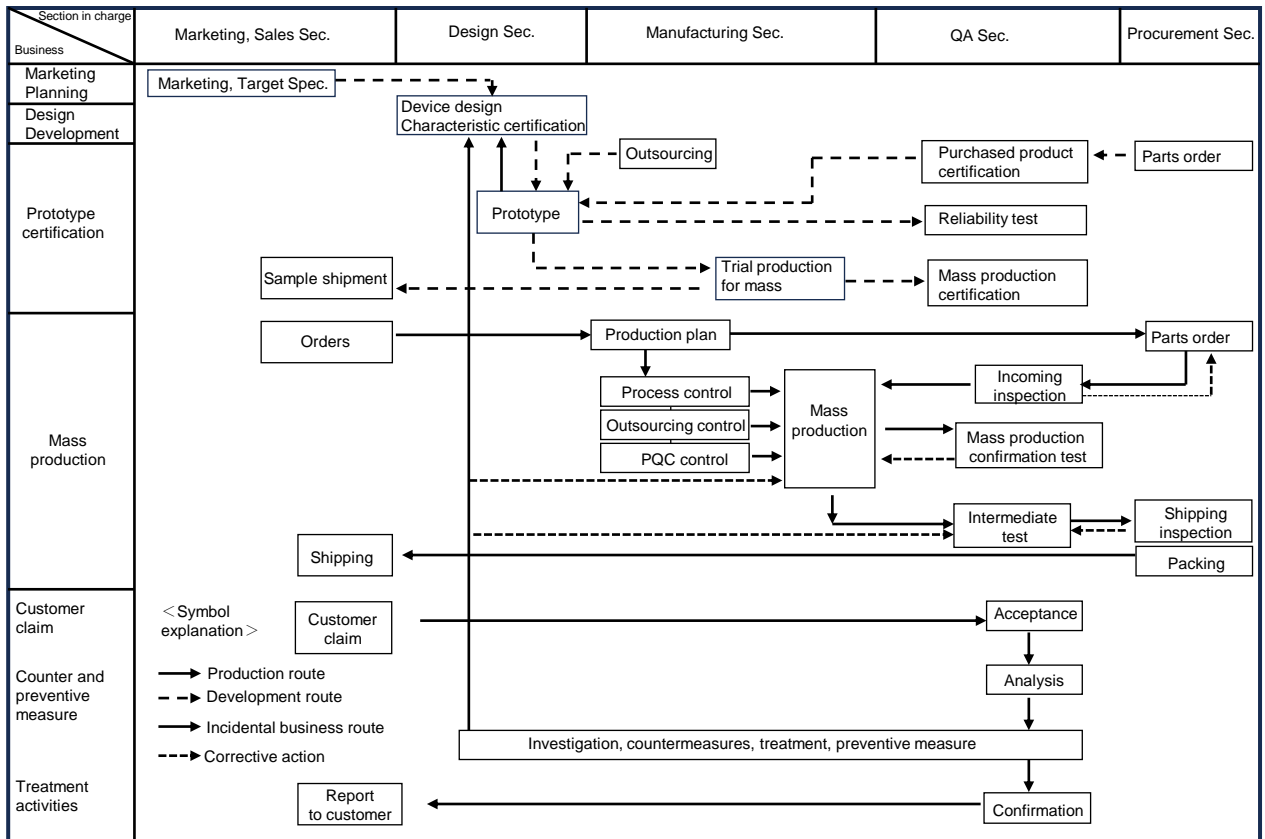 Section in charge
Business
Marketing, Sales Sec.
Design Sec.
Manufacturing Sec.
QA Sec.
Procurement Sec.
Marketing
Planning
Marketing, Target Spec.
Design
Development
Device design
Characteristic certification
Prototype
certification
Outsourcing
Purchased product
certification
Parts order
Prototype
Reliability test
Sample shipment
Trial production
for mass
Mass production
certification
Mass
production
Orders
Production plan
Parts order
Process control
Outsourcing control
PQC control
Mass
production
Incoming
inspection
Mass production
confirmation test
Intermediate
test
Shipping
inspection
Shipping
Packing
Customer
claim
<Symbol
explanation>
Customer
claim
Acceptance
Counter and
preventive
measure
Production route
Development route
Incidental business route
Corrective action
Analysis
Investigation, countermeasures, treatment, preventive measure
Treatment
activities
Report
to customer
Confirmation